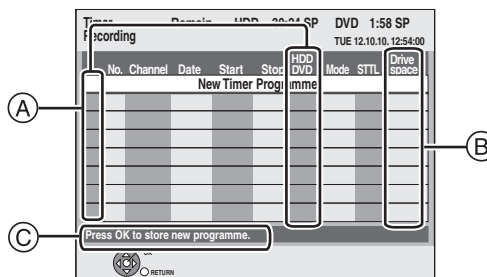 Timer Remain HDD 30:24 SP DVD 1:58 SP
Recording TUE 12.10.10. 12:54:00
No. Channel Date Start Stop HDD DVD Mode STTL Drive space
New Timer Programme
A
B
C
Press OK to store new programme.
OK
RETURN